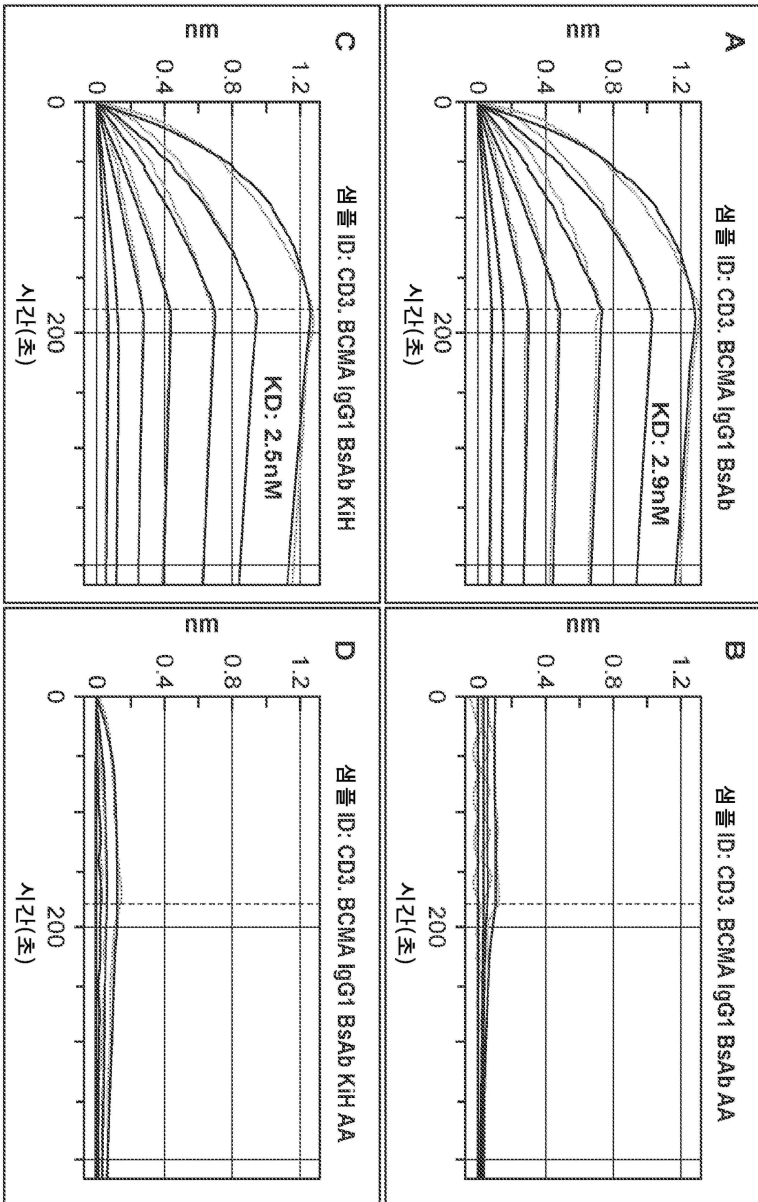 A
샘플 ID: CD3. BCMA IgG1 BsAb
nm
1.2
0.8
0.4
0
KD: 2.9nM
0
200
시간(초)
B
샘플 ID: CD3. BCMA IgG1 BsAb AA
nm
1.2
0.8
0.4
0
0
200
시간(초)
C
샘플 ID: CD3. BCMA IgG1 BsAb KiH
nm
1.2
0.8
0.4
0
KD: 2.5nM
0
200
시간(초)
D
샘플 ID: CD3. BCMA IgG1 BsAb KiH AA
nm
1.2
0.8
0.4
0
0
200
시간(초)